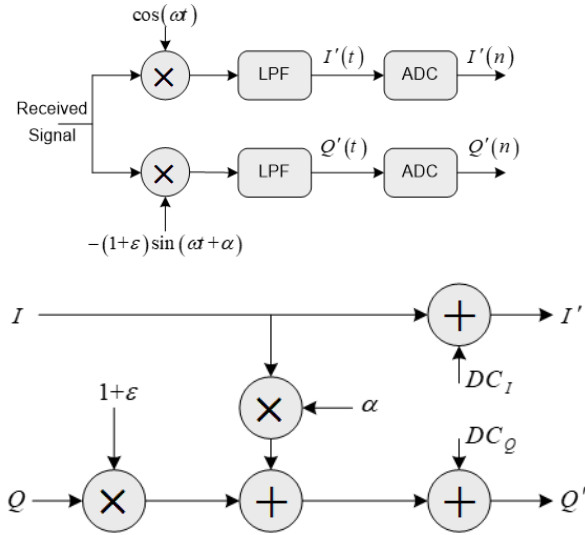 cos(ωt)
LPF
I'(t)
ADC
I'(n)
Received
Signal
LPF
Q'(t)
ADC
Q'(n)
−(1+ε)sin(ωt+α)
I
I'
DC_I
1+ε
α
DC_Q
Q
Q'